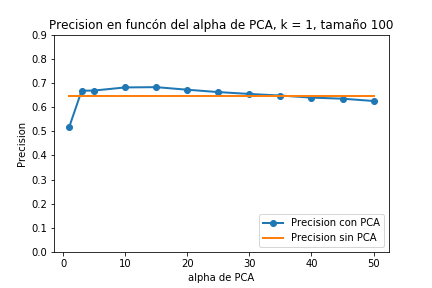 Precision en funcón del alpha de PCA, k = 1, tamaño 100
0.9
0.8
0.7
0.6
0.5
0.4
0.3
0.2
0.1
0.0
Precision
0 10 20 30 40 50
alpha de PCA
Precision con PCA
Precision sin PCA